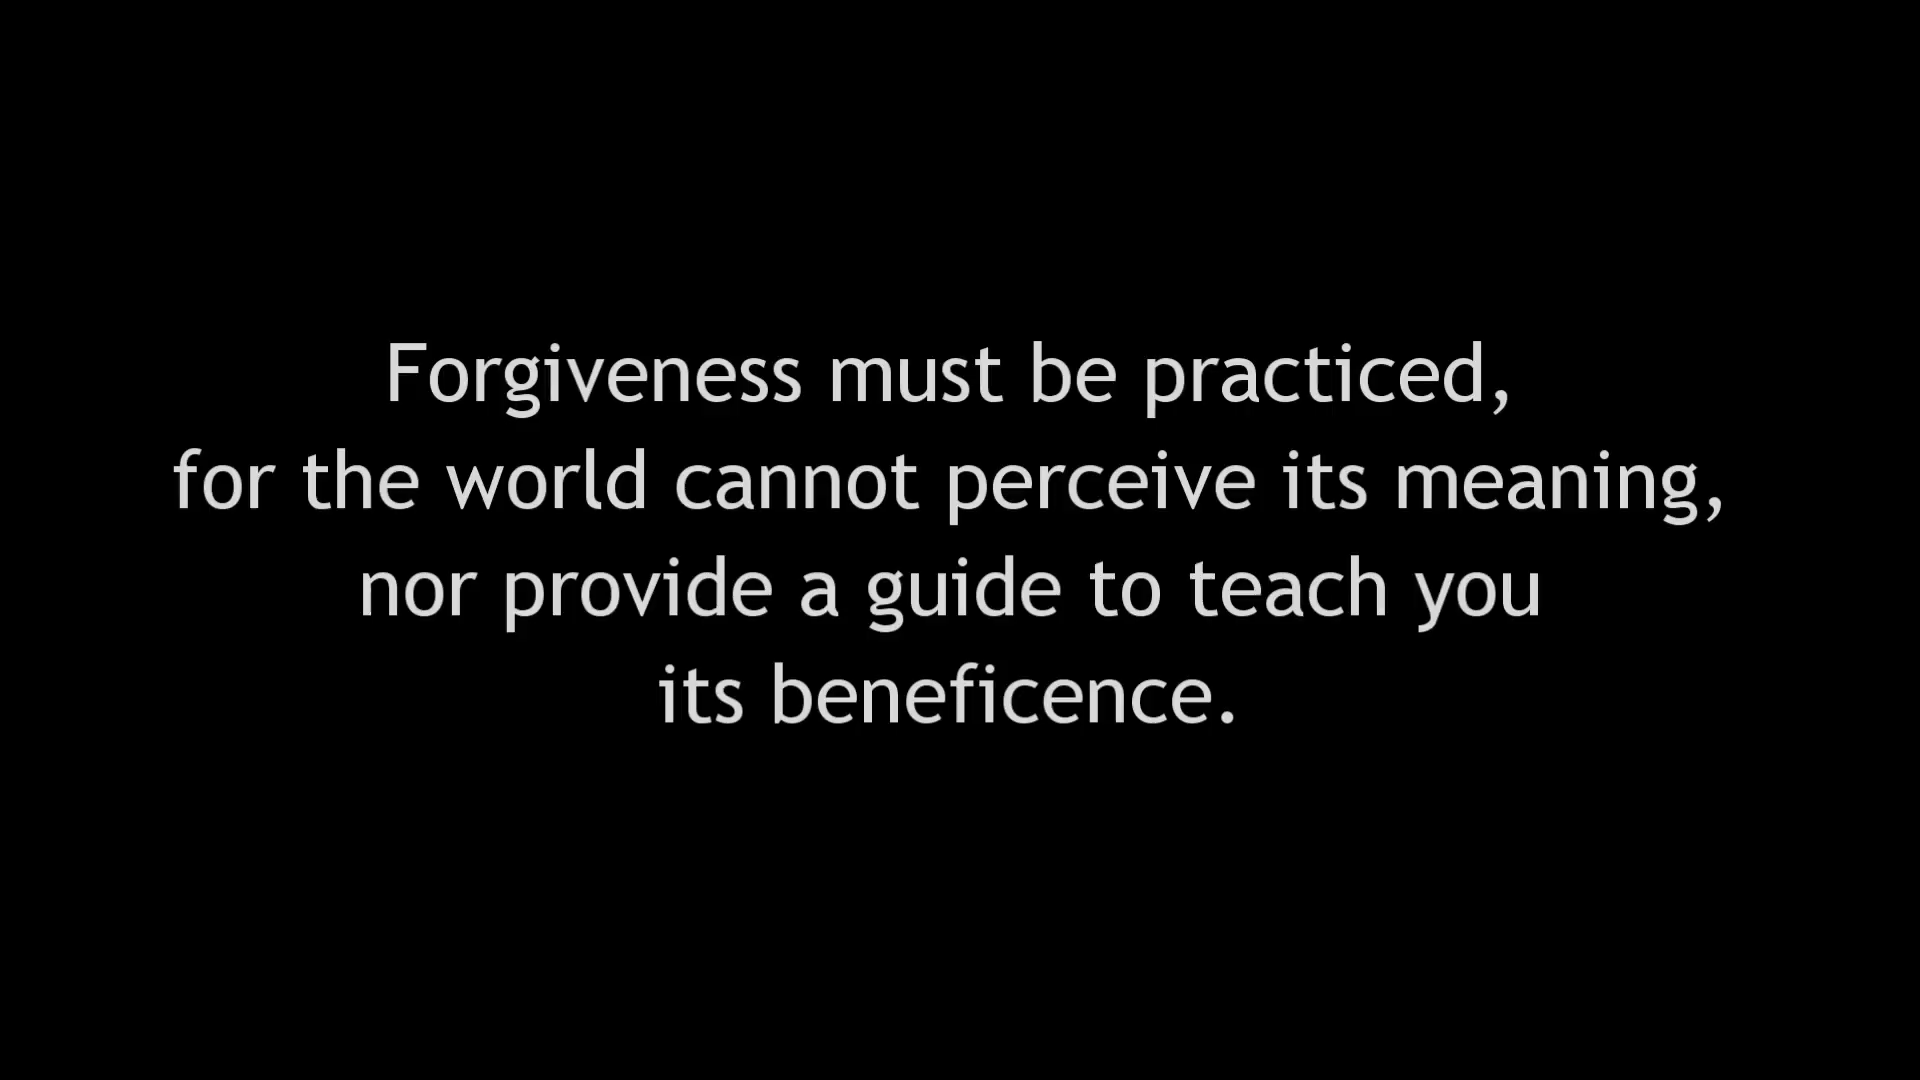 Forgiveness must be practiced,
for the world cannot perceive its meaning,
nor provide a guide to teach you
its beneficence.